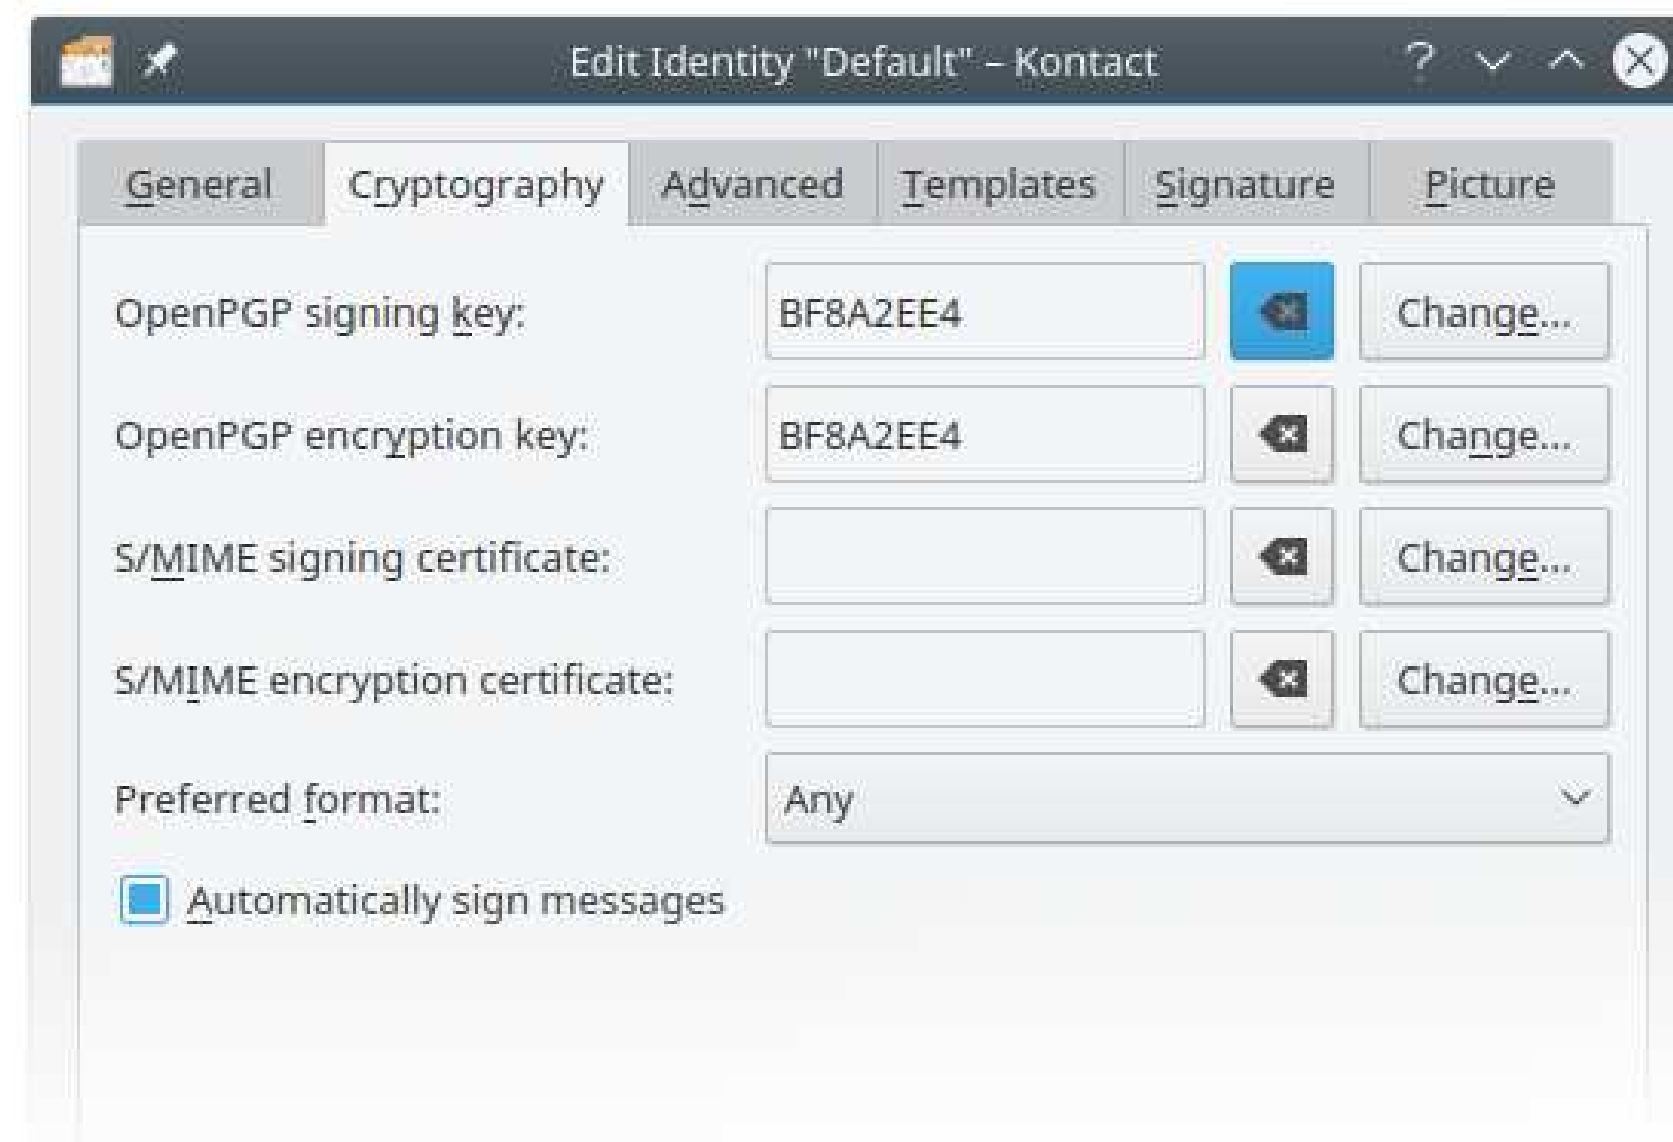 Edit Identity "Default" – Kontact
General Cryptography Advanced Templates Signature Picture
OpenPGP signing key: BF8A2EE4 Change...
OpenPGP encryption key: BF8A2EE4 Change...
S/MIME signing certificate: Change...
S/MIME encryption certificate: Change...
Preferred format: Any
Automatically sign messages